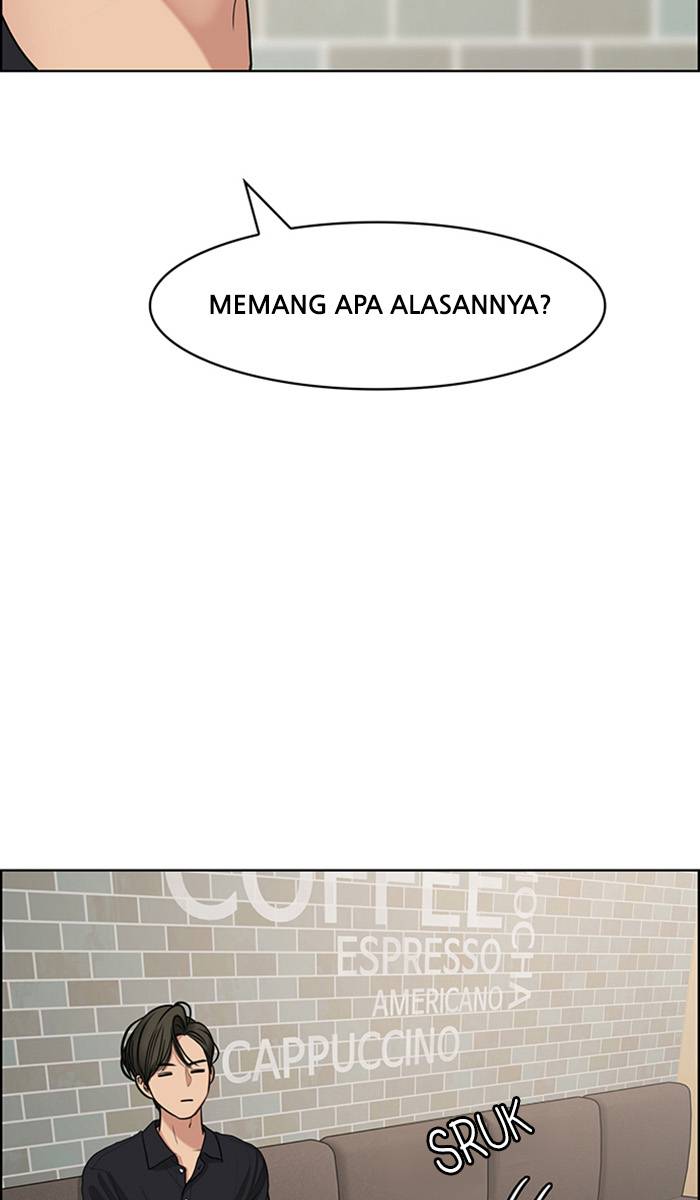 MEMANG APA ALASANNYA?
COFFEE
MOCHA
ESPRESSO
AMERICANO
CAPPUCCINO
SRUK